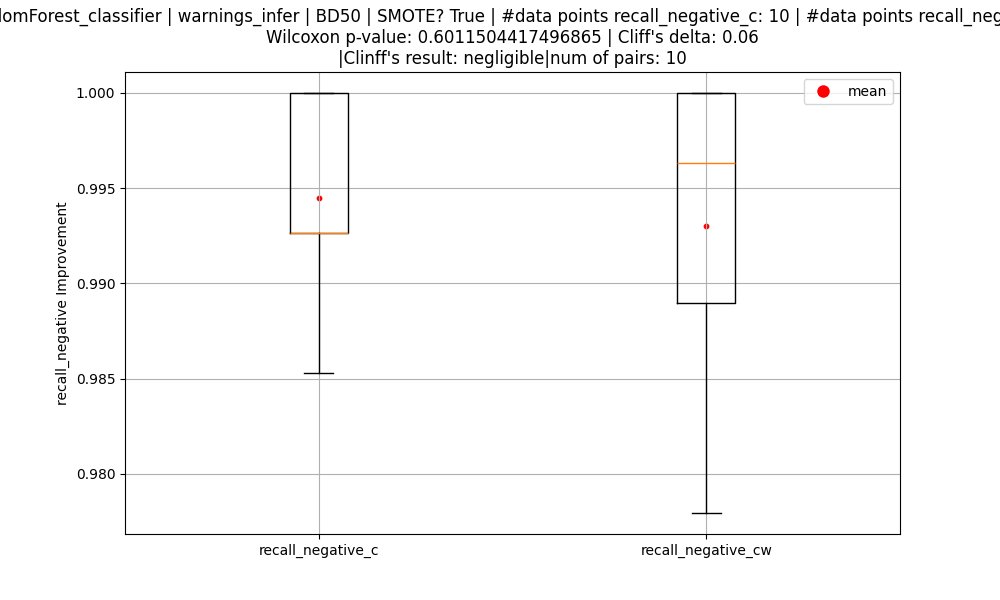 domForest_classifier | warnings_infer | BD50 | SMOTE? True | #data points recall_negative_c: 10 | #data points recall_neg
Wilcoxon p-value: 0.6011504417496865 | Cliff's delta: 0.06
|Clinff's result: negligible|num of pairs: 10
mean
1.000
0.995
0.990
0.985
0.980
recall_negative Improvement
recall_negative_c
recall_negative_cw